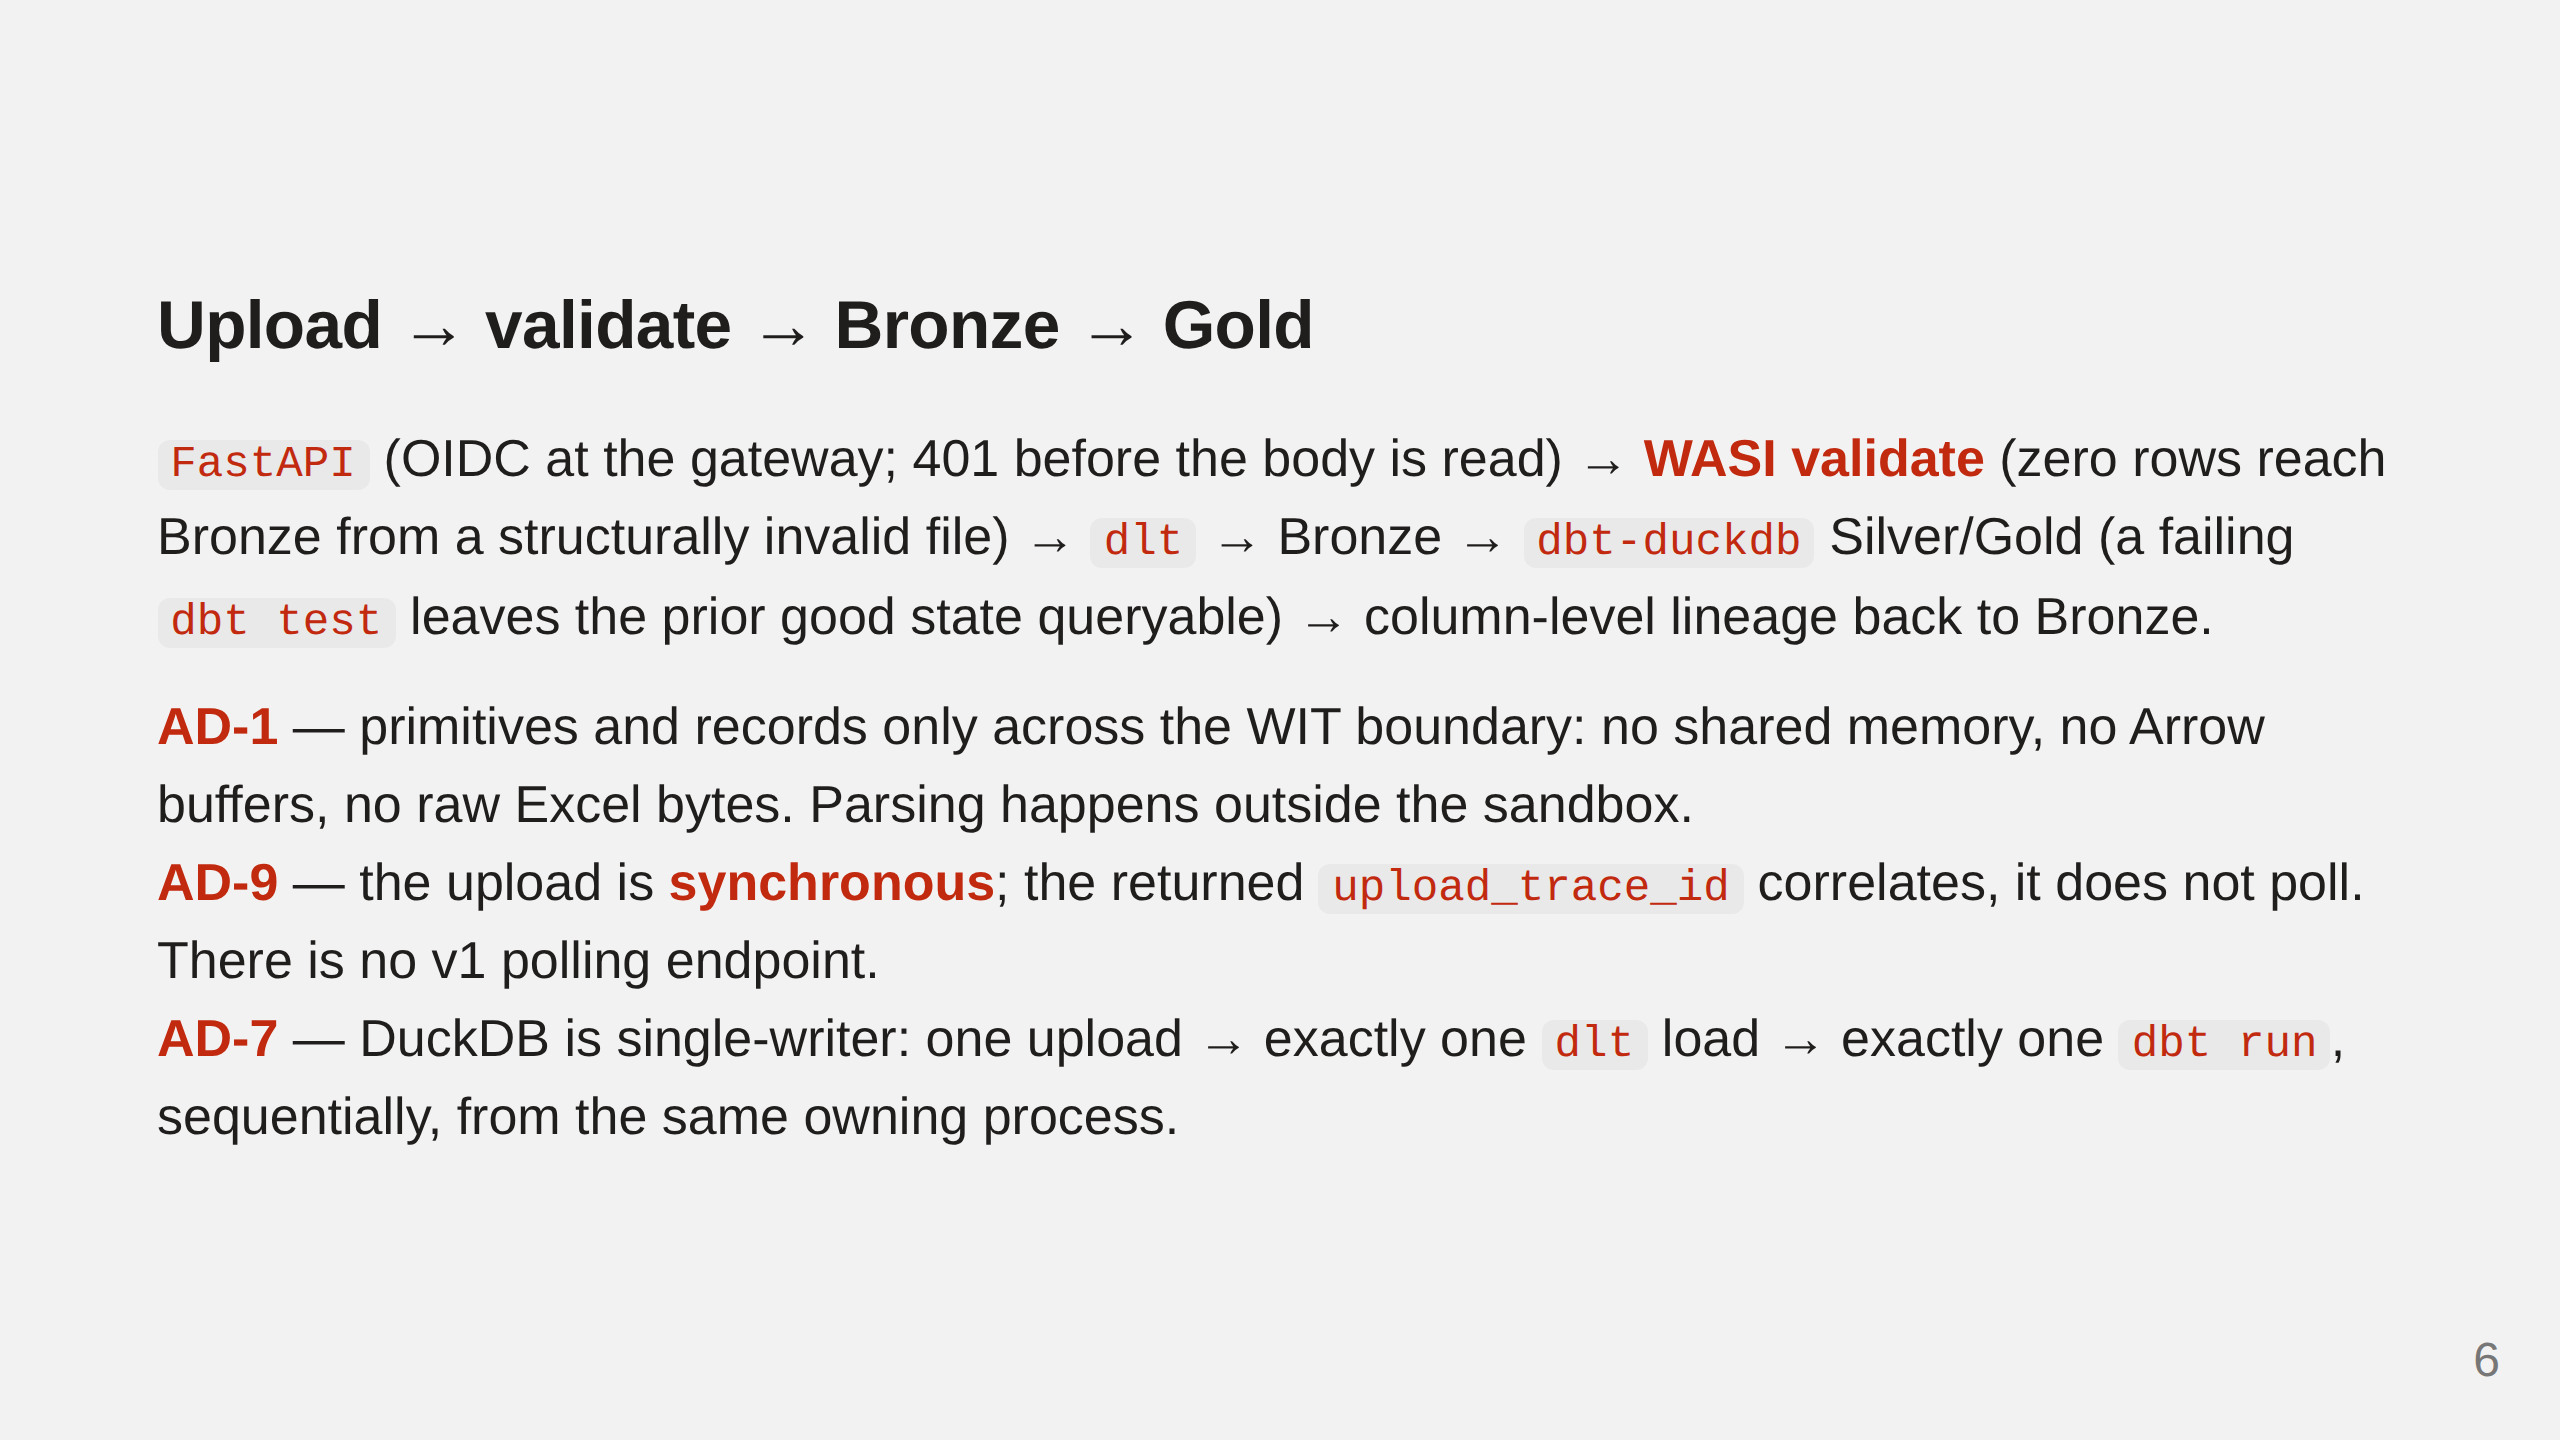 Upload → validate → Bronze → Gold
FastAPI (OIDC at the gateway; 401 before the body is read) → WASI validate (zero rows reach
Bronze from a structurally invalid file) → dlt → Bronze → dbt-duckdb Silver/Gold (a failing
dbt test leaves the prior good state queryable) → column-level lineage back to Bronze.
AD-1 — primitives and records only across the WIT boundary: no shared memory, no Arrow
buffers, no raw Excel bytes. Parsing happens outside the sandbox.
AD-9 — the upload is synchronous; the returned upload_trace_id correlates, it does not poll.
There is no v1 polling endpoint.
AD-7 — DuckDB is single-writer: one upload → exactly one dlt load → exactly one dbt run,
sequentially, from the same owning process.
6